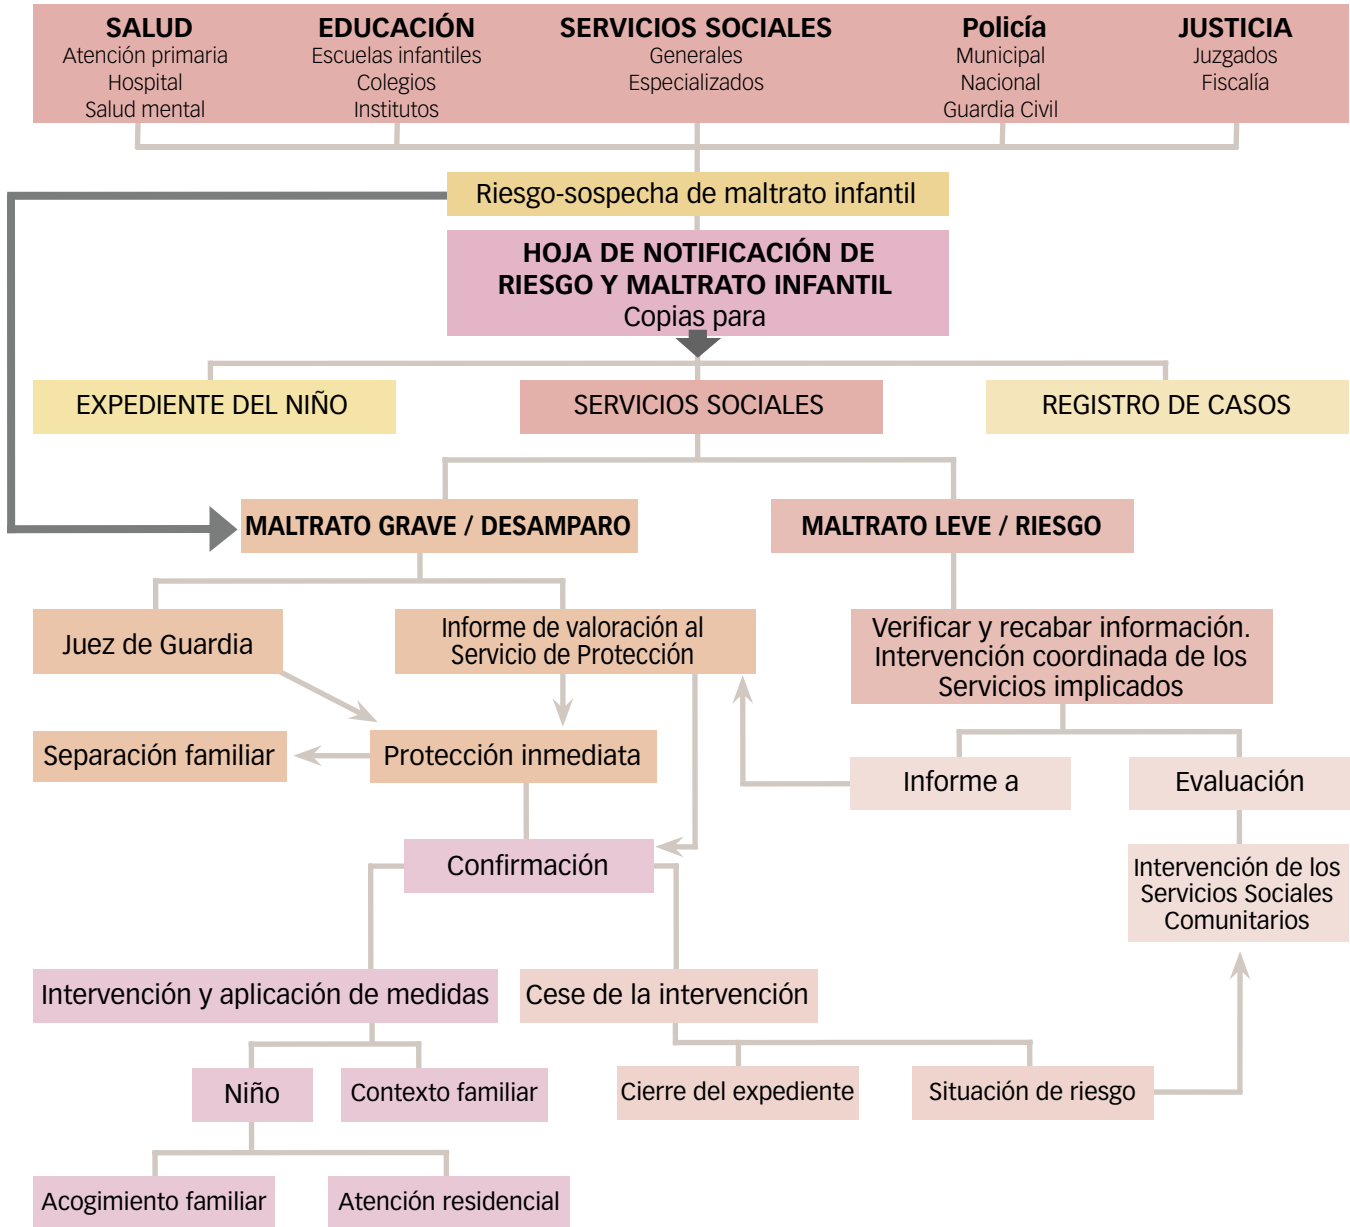 SALUD
Atención primaria
Hospital
Salud mental
EDUCACIÓN
Escuelas infantiles
Colegios
Institutos
SERVICIOS SOCIALES
Generales
Especializados
Policía
Municipal
Nacional
Guardia Civil
JUSTICIA
Juzgados
Fiscalía
Riesgo-sospecha de maltrato infantil
HOJA DE NOTIFICACIÓN DE
RIESGO Y MALTRATO INFANTIL
Copias para
EXPEDIENTE DEL NIÑO
SERVICIOS SOCIALES
REGISTRO DE CASOS
MALTRATO GRAVE / DESAMPARO
MALTRATO LEVE / RIESGO
Juez de Guardia
Informe de valoración al
Servicio de Protección
Verificar y recabar información.
Intervención coordinada de los
Servicios implicados
Separación familiar
Protección inmediata
Informe a
Evaluación
Confirmación
Intervención de los
Servicios Sociales
Comunitarios
Intervención y aplicación de medidas
Cese de la intervención
Niño
Contexto familiar
Cierre del expediente
Situación de riesgo
Acogimiento familiar
Atención residencial